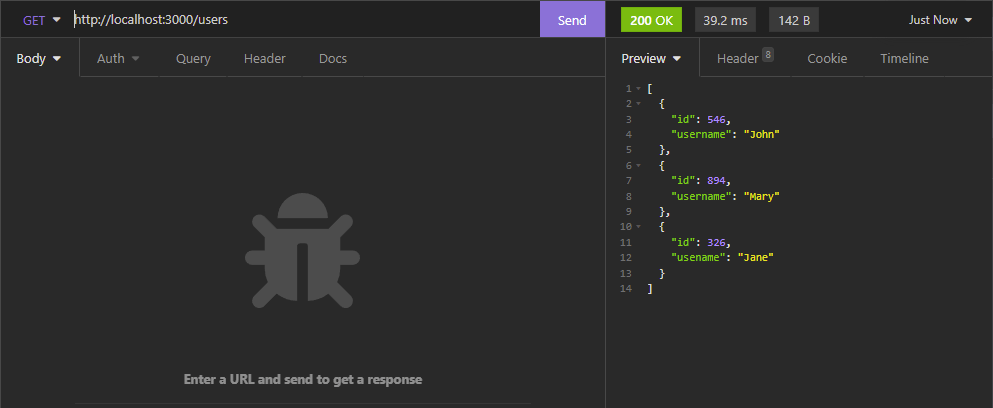 GET http://localhost:3000/users Send 200 OK 39.2 ms 142 B Just Now
Body Auth Query Header Docs Preview Header 8 Cookie Timeline
1 [
2 {
3 "id": 546,
4 "username": "John"
5 },
6 {
7 "id": 894,
8 "username": "Mary"
9 },
10 {
11 "id": 326,
12 "usename": "Jane"
13 }
14 ]
Enter a URL and send to get a response